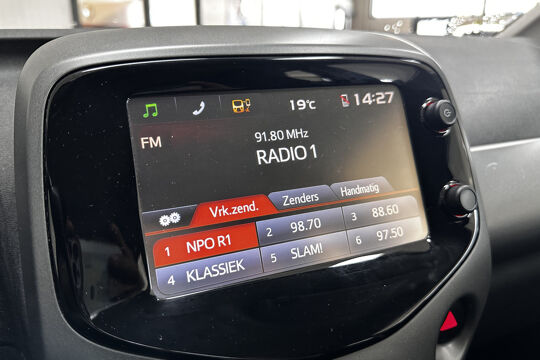 19°C 14:27
FM
91.80 MHz
RADIO 1
Vrk.zend. Zenders Handmatig
1 NPO R1 2 98.70 3 88.60
4 KLASSIEK 5 SLAM! 6 97.50